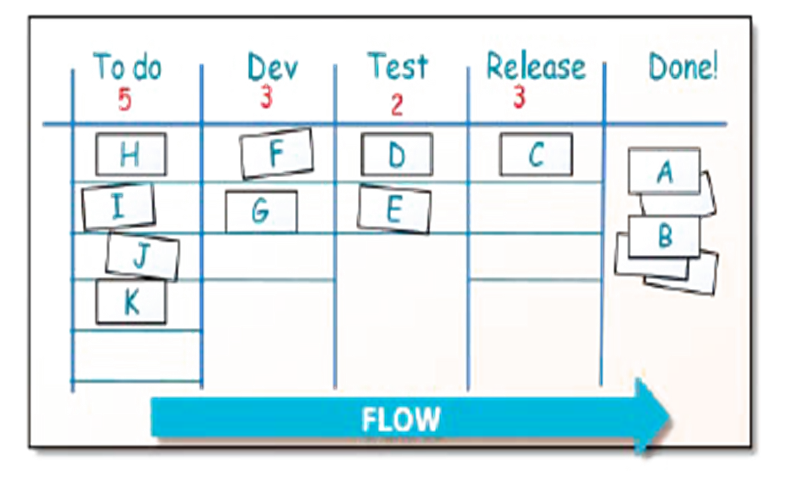 To do Dev Test Release Done!
5 3 2 3
H F D C A
I G E
B
J
K
FLOW